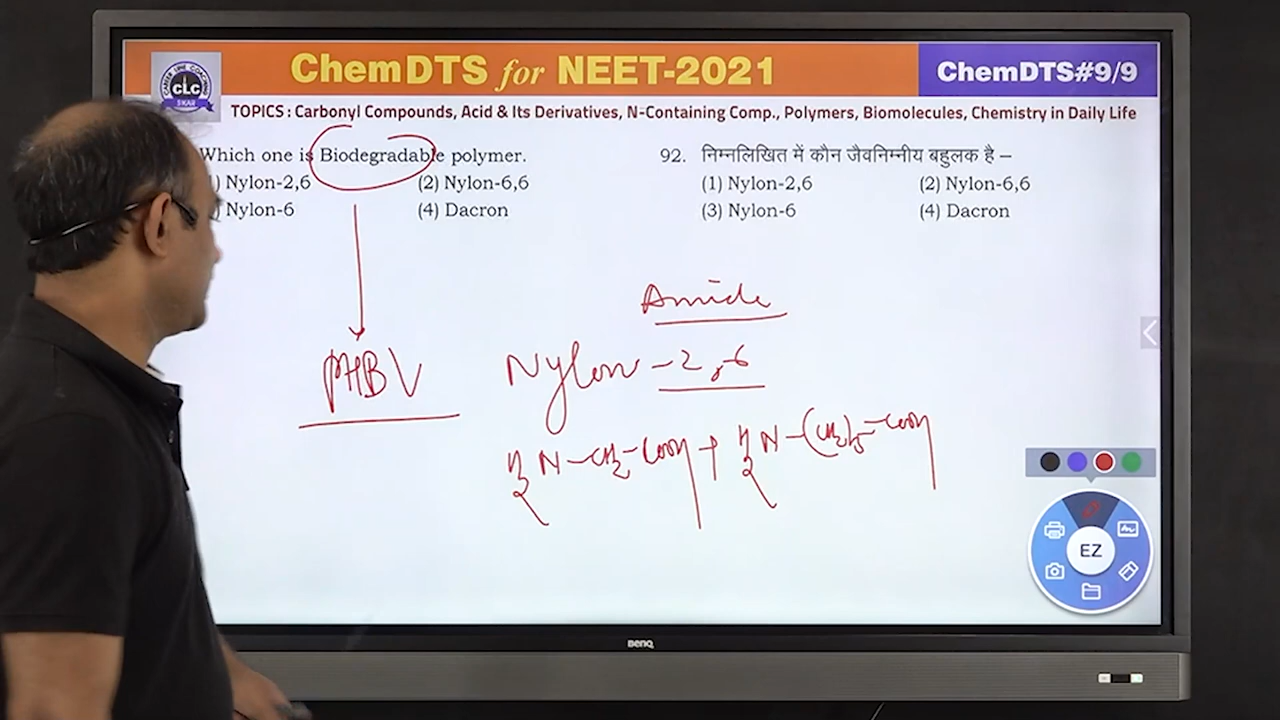 ChemDTS for NEET-2021
ChemDTS#9/9
CLC
SIKAR
TOPICS : Carbonyl Compounds, Acid & Its Derivatives, N-Containing Comp., Polymers, Biomolecules, Chemistry in Daily Life
Which one is Biodegradable polymer.
) Nylon-2,6 (2) Nylon-6,6
) Nylon-6 (4) Dacron
92. निम्नलिखित में कौन जैवनिम्नीय बहुलक है –
(1) Nylon-2,6 (2) Nylon-6,6
(3) Nylon-6 (4) Dacron
Amide
PHBV
Nylon-2,6
H2N-CH2-COOH + H2N-(CH2)5-COOH
EZ
BenQ